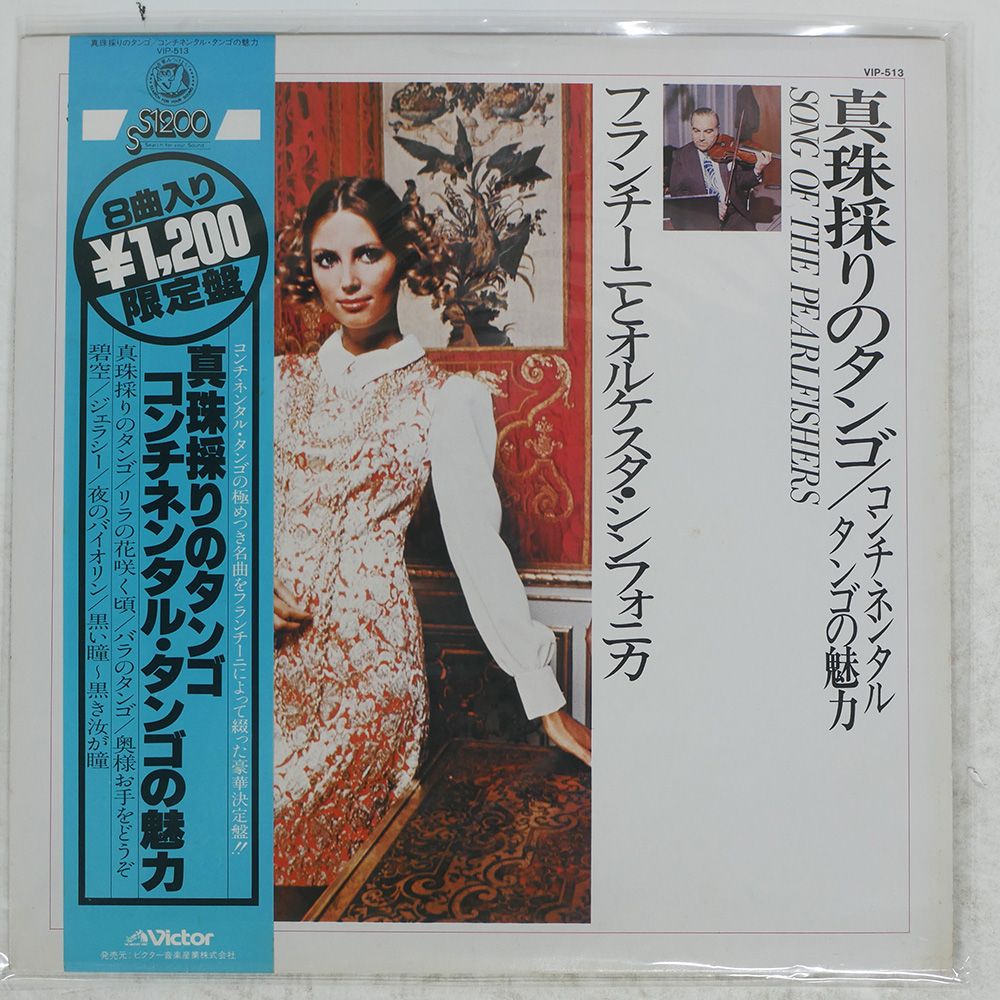 真珠採りのタンゴ/コンチネンタル・タンゴの魅力
VIP-513
S$1200
Search for your Sound
8曲入り
¥1,200
限定盤
コンチ・ネンタル・タンゴの極めつき名曲をフランチーニによって綴った豪華決定盤!!
真珠採りのタンゴ
コンチネンタル・タンゴの魅力
真珠採りのタンゴ/リラの花咲く頃/バラのタンゴ/奥様お手をどうぞ
碧空/ジェラシー/夜のバイオリン/黒い瞳〜黒き汝が瞳
Victor
発売元:ビクター音楽産業株式会社
VIP-513
真珠採りのタンゴ/コンチネンタル
タンゴの魅力
SONG OF THE PEARLFISHERS
フランチーニとオルケスタ・シンフォニカ